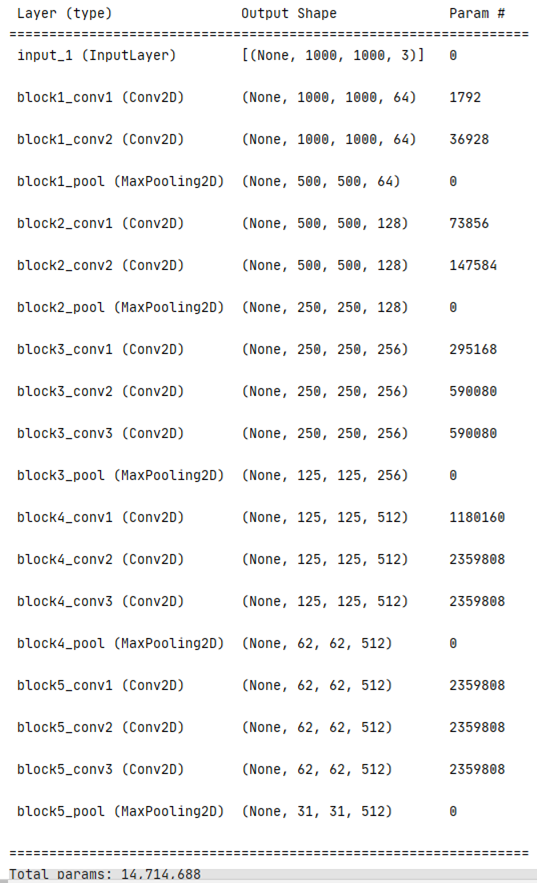 Layer (type) Output Shape Param #
=================================================================
input_1 (InputLayer) [(None, 1000, 1000, 3)] 0
block1_conv1 (Conv2D) (None, 1000, 1000, 64) 1792
block1_conv2 (Conv2D) (None, 1000, 1000, 64) 36928
block1_pool (MaxPooling2D) (None, 500, 500, 64) 0
block2_conv1 (Conv2D) (None, 500, 500, 128) 73856
block2_conv2 (Conv2D) (None, 500, 500, 128) 147584
block2_pool (MaxPooling2D) (None, 250, 250, 128) 0
block3_conv1 (Conv2D) (None, 250, 250, 256) 295168
block3_conv2 (Conv2D) (None, 250, 250, 256) 590080
block3_conv3 (Conv2D) (None, 250, 250, 256) 590080
block3_pool (MaxPooling2D) (None, 125, 125, 256) 0
block4_conv1 (Conv2D) (None, 125, 125, 512) 1180160
block4_conv2 (Conv2D) (None, 125, 125, 512) 2359808
block4_conv3 (Conv2D) (None, 125, 125, 512) 2359808
block4_pool (MaxPooling2D) (None, 62, 62, 512) 0
block5_conv1 (Conv2D) (None, 62, 62, 512) 2359808
block5_conv2 (Conv2D) (None, 62, 62, 512) 2359808
block5_conv3 (Conv2D) (None, 62, 62, 512) 2359808
block5_pool (MaxPooling2D) (None, 31, 31, 512) 0
=================================================================
Total params: 14,714,688